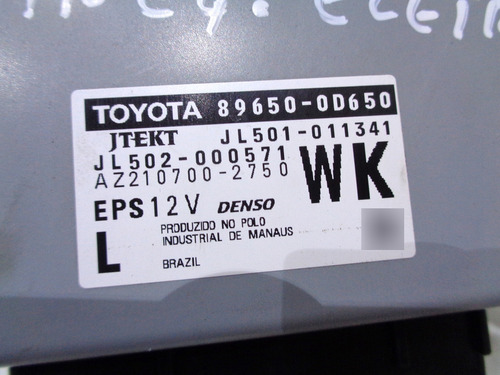 TOYOTA 89650-0D650
JTEKT JL501-011341
JL502-000571
AZ210700-2750
WK
EPS12V DENSO
L
PRODUZIDO NO POLO
INDUSTRIAL DE MANAUS
BRAZIL